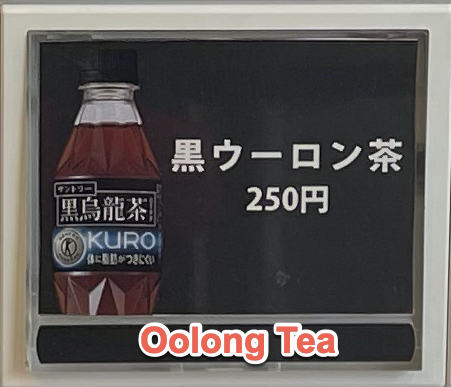 黒ウーロン茶
250円
サントリー
黒烏龍茶
KURO
体に脂肪がつきにくい
Oolong Tea